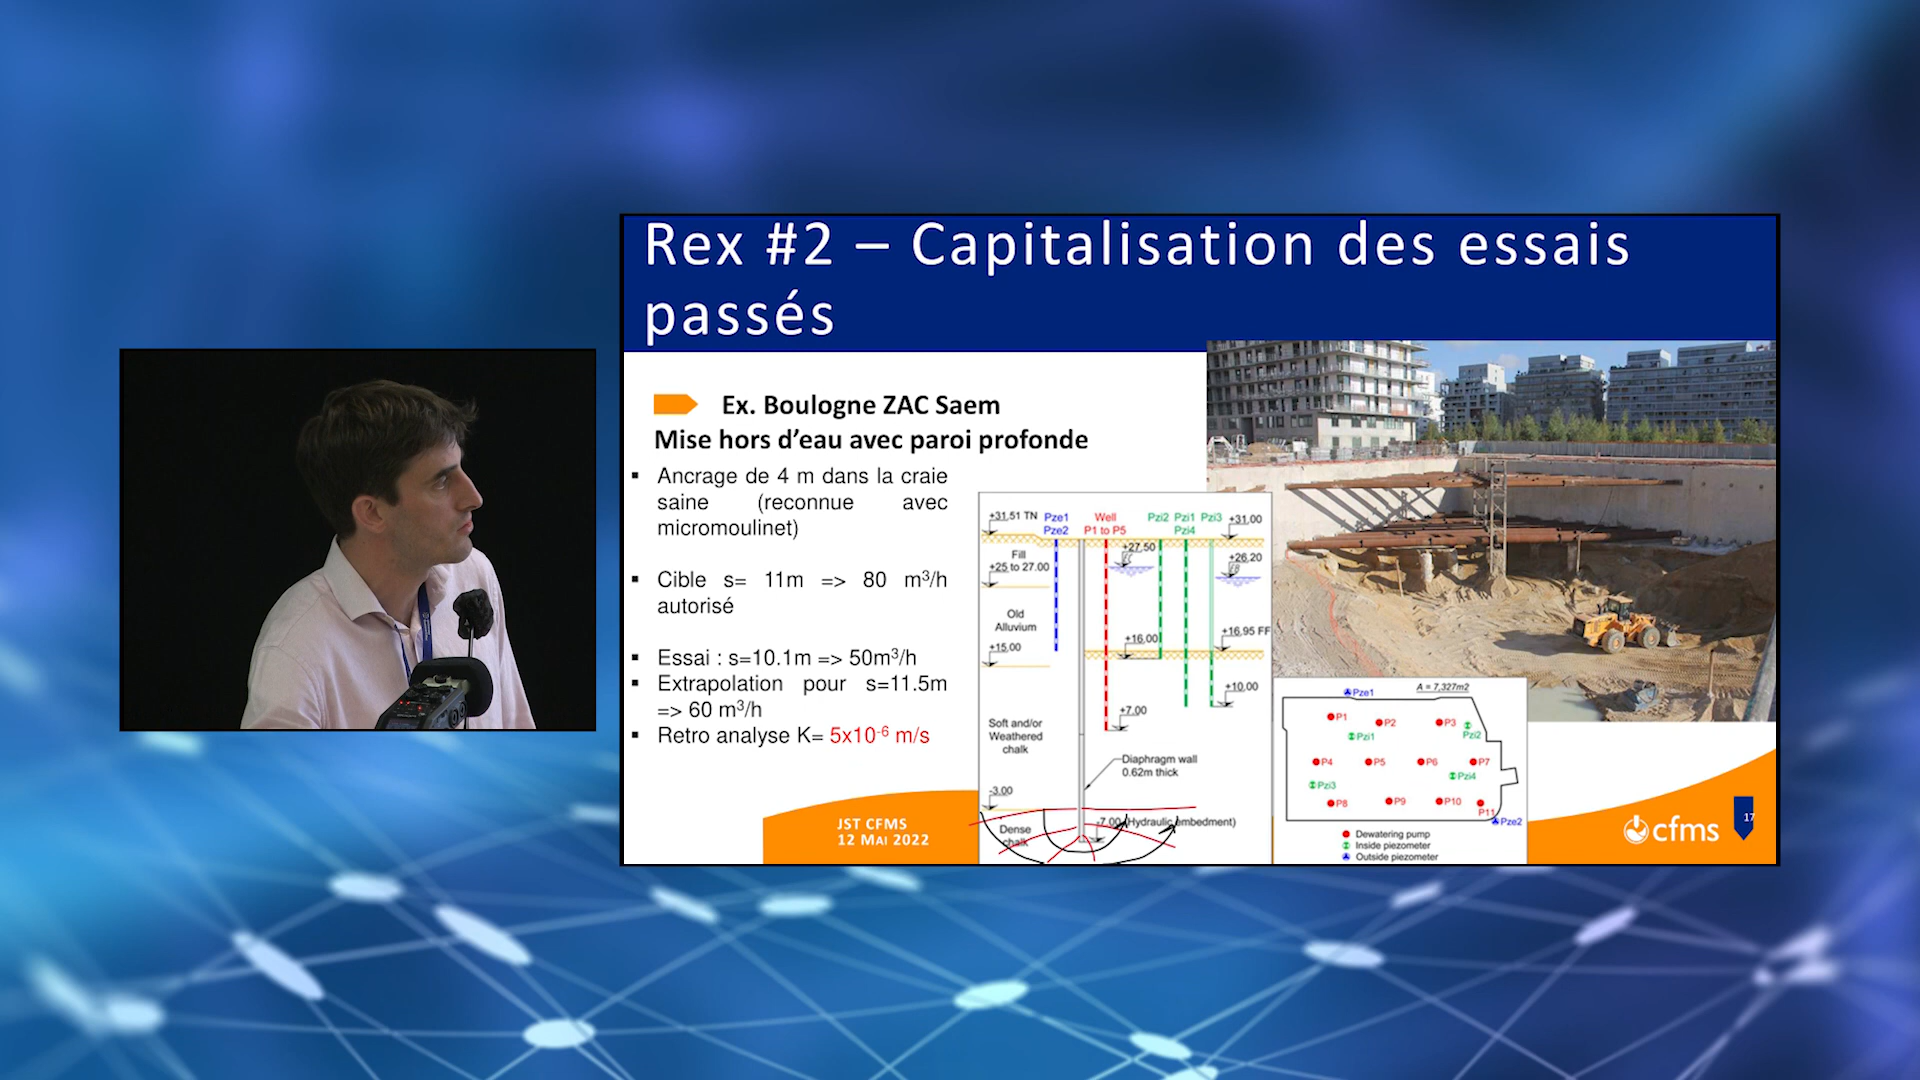 Rex #2 – Capitalisation des essais
passés
Ex. Boulogne ZAC Saem
Mise hors d’eau avec paroi profonde
▪ Ancrage de 4 m dans la craie
saine (reconnue avec
micromoulinet)
▪ Cible s= 11m => 80 m³/h
autorisé
▪ Essai : s=10.1m => 50m³/h
▪ Extrapolation pour s=11.5m
=> 60 m³/h
▪ Retro analyse K= 5x10⁻⁶ m/s
+31.51 TN Pze1 Well Pzi2 Pzi1 Pzi3 +31.00
Pze2 P1 to P5 Pzi4
+27.50
Fill
+26.20
+25 to 27.00
Old
Alluvium
+16.00 +16.95 FF
+15.00
+10.00
+7.00
Soft and/or
Weathered
chalk
Diaphragm wall
0.62m thick
-3.00
-7.00 (Hydraulic embedment)
Dense
chalk
Pze1 A = 7,327m2
P1 P2 P3
Pzi1 Pzi2
P4 P5 P6 P7
Pzi4
Pzi3
P8 P9 P10
P11
Pze2
Dewatering pump
Inside piezometer
Outside piezometer
JST CFMS
12 MAI 2022
cfms
17